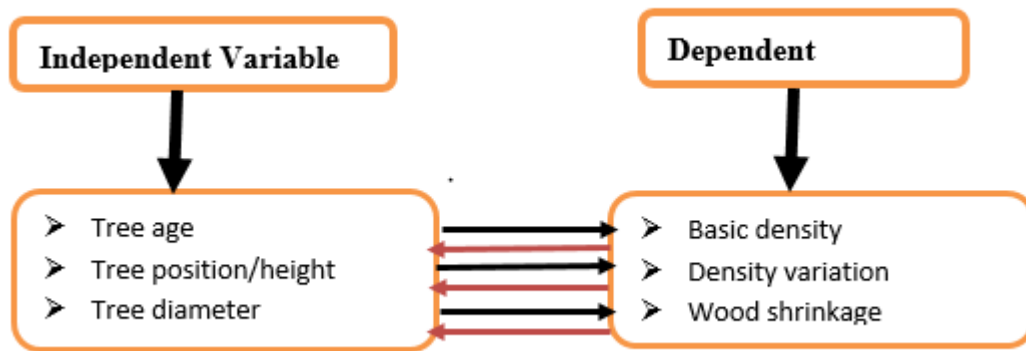 Independent Variable
Dependent
➢ Tree age
➢ Tree position/height
➢ Tree diameter
➢ Basic density
➢ Density variation
➢ Wood shrinkage